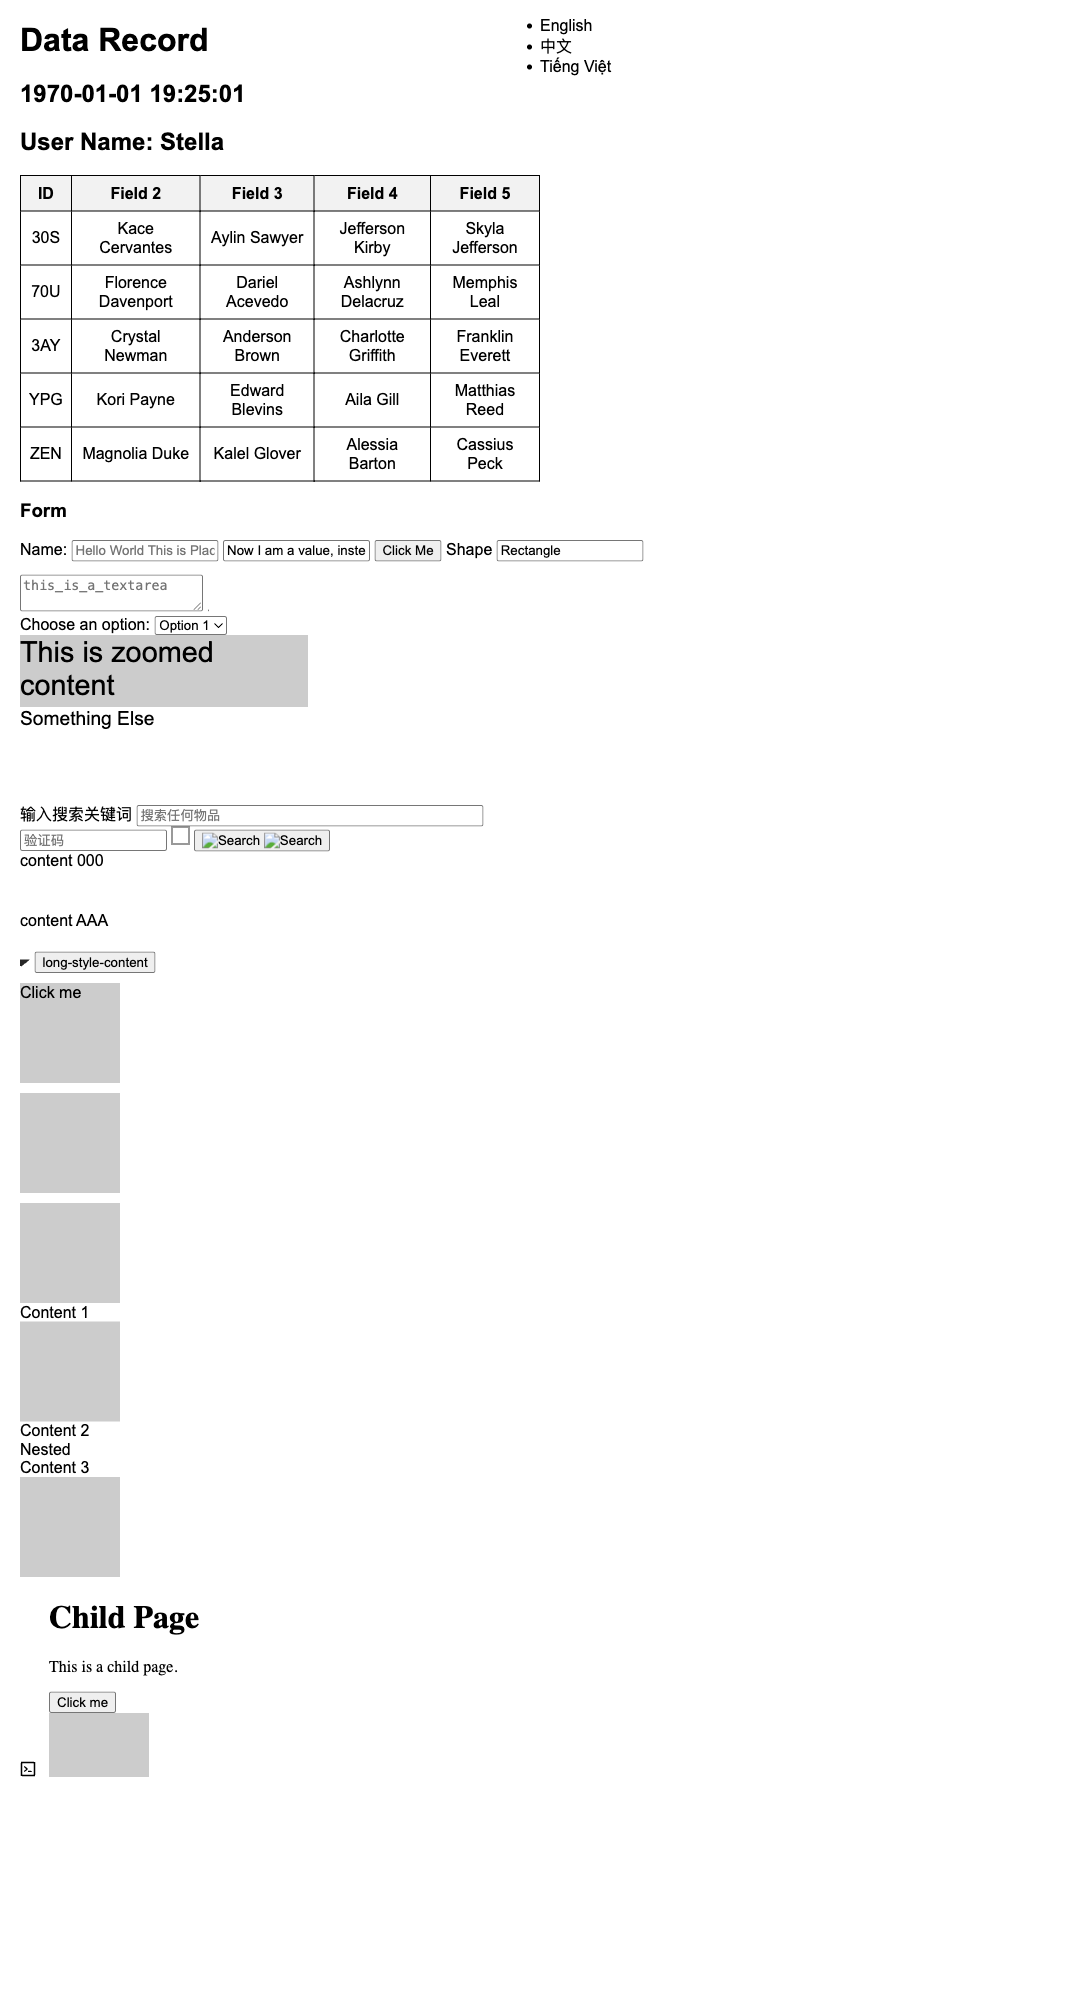 Data Record
English
中文
Tiếng Việt
1970-01-01 19:25:01
User Name: Stella
ID Field 2 Field 3 Field 4 Field 5
30S Kace Cervantes Aylin Sawyer Jefferson Kirby Skyla Jefferson
70U Florence Davenport Dariel Acevedo Ashlynn Delacruz Memphis Leal
3AY Crystal Newman Anderson Brown Charlotte Griffith Franklin Everett
YPG Kori Payne Edward Blevins Aila Gill Matthias Reed
ZEN Magnolia Duke Kalel Glover Alessia Barton Cassius Peck
Form
Name: Hello World This is Plac Now I am a value, inste Click Me Shape Rectangle
this_is_a_textarea
Choose an option: Option 1
This is zoomed
content
Something Else
输入搜索关键词 搜索任何物品
验证码 Search Search
content 000
content AAA
long-style-content
Click me
Content 1
Content 2
Nested
Content 3
Child Page
This is a child page.
Click me